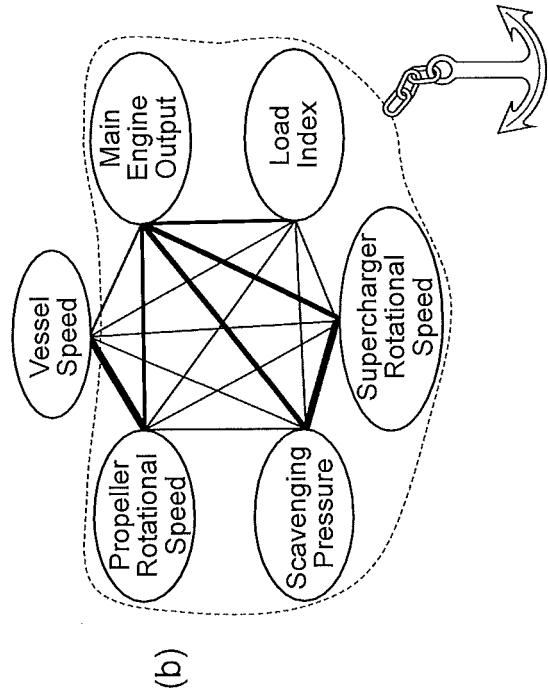 (b)
Vessel
Speed
Main
Engine
Output
Load
Index
Supercharger
Rotational
Speed
Scavenging
Pressure
Propeller
Rotational
Speed